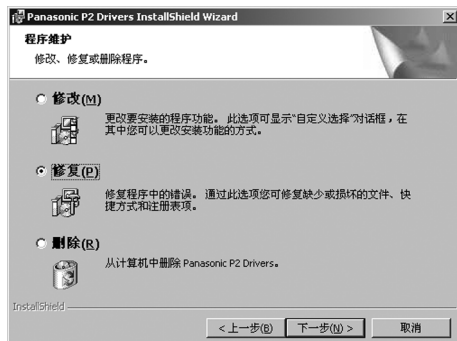 Panasonic P2 Drivers InstallShield Wizard
程序维护
修改、修复或删除程序。
修改(M)
更改要安装的程序功能。 此选项可显示“自定义选择”对话框，在
其中您可以更改安装功能的方式。
修复(P)
修复程序中的错误。 通过此选项您可修复缺少或损坏的文件、快
捷方式和注册表项。
删除(R)
从计算机中删除 Panasonic P2 Drivers。
InstallShield
< 上一步(B)
下一步(N) >
取消